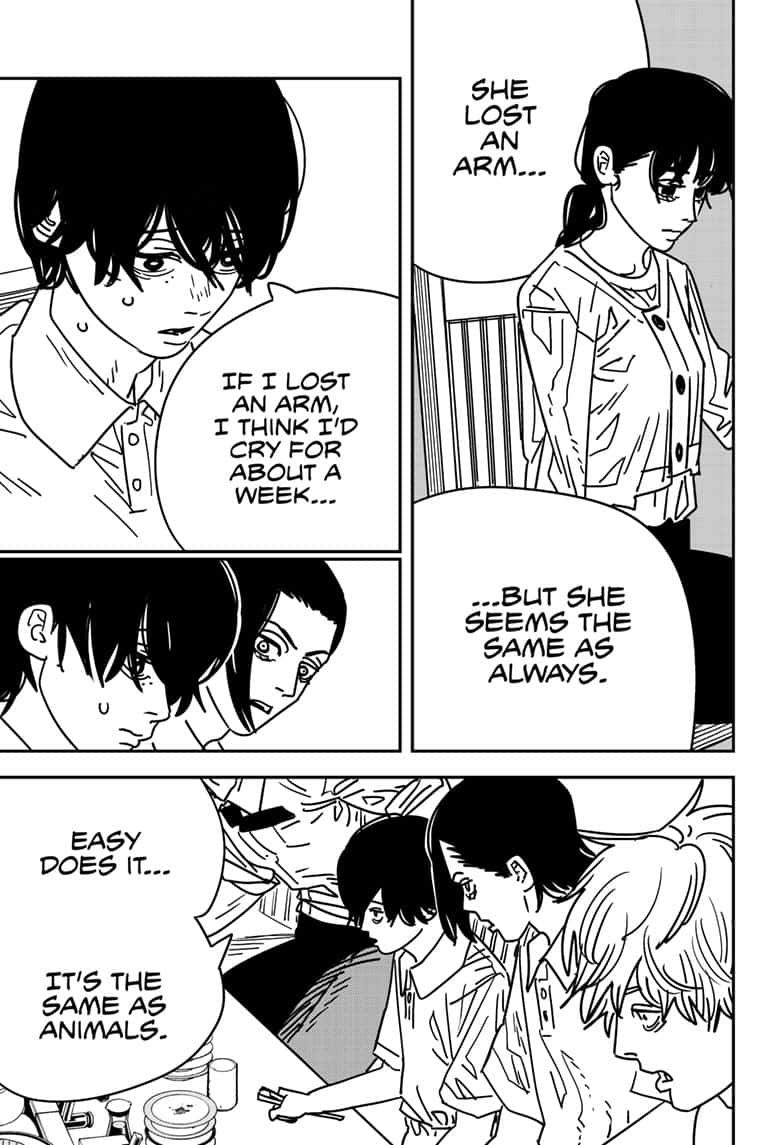 SHE
LOST
AN
ARM...
...BUT SHE
SEEMS THE
SAME AS
ALWAYS.
IF I LOST
AN ARM,
I THINK I'D
CRY FOR
ABOUT A
WEEK...
EASY
DOES IT...
IT'S THE
SAME AS
ANIMALS.